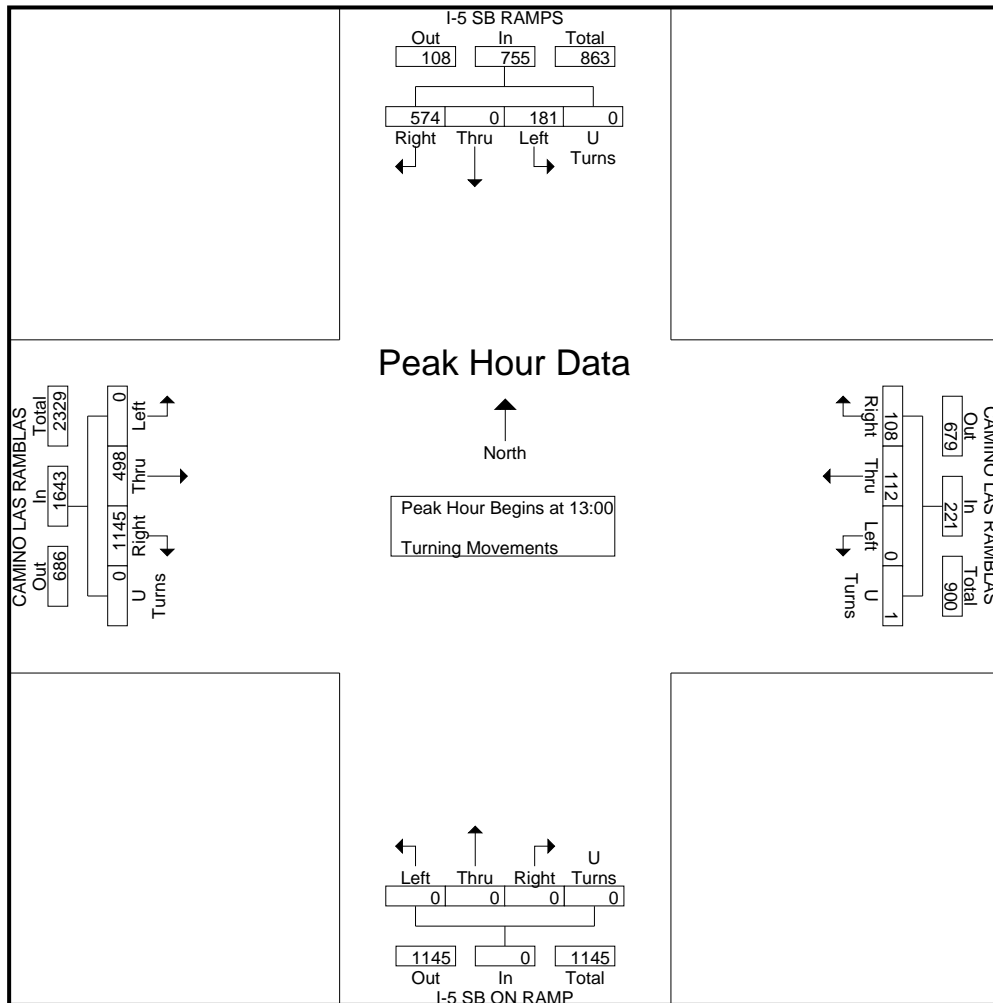 I-5 SB RAMPS
Out In Total
108 755 863
574 0 181 0
Right Thru Left U
Turns
Peak Hour Data
North
Peak Hour Begins at 13:00
Turning Movements
CAMINO LAS RAMBLAS
Out In Total
686 1643 2329
0 1145 498 0
U Right Thru Left
Turns
CAMINO LAS RAMBLAS
Out In Total
679 221 900
108 112 0 1
Right Thru Left U
Turns
U
Left Thru Right Turns
0 0 0 0
1145 0 1145
Out In Total
I-5 SB ON RAMP